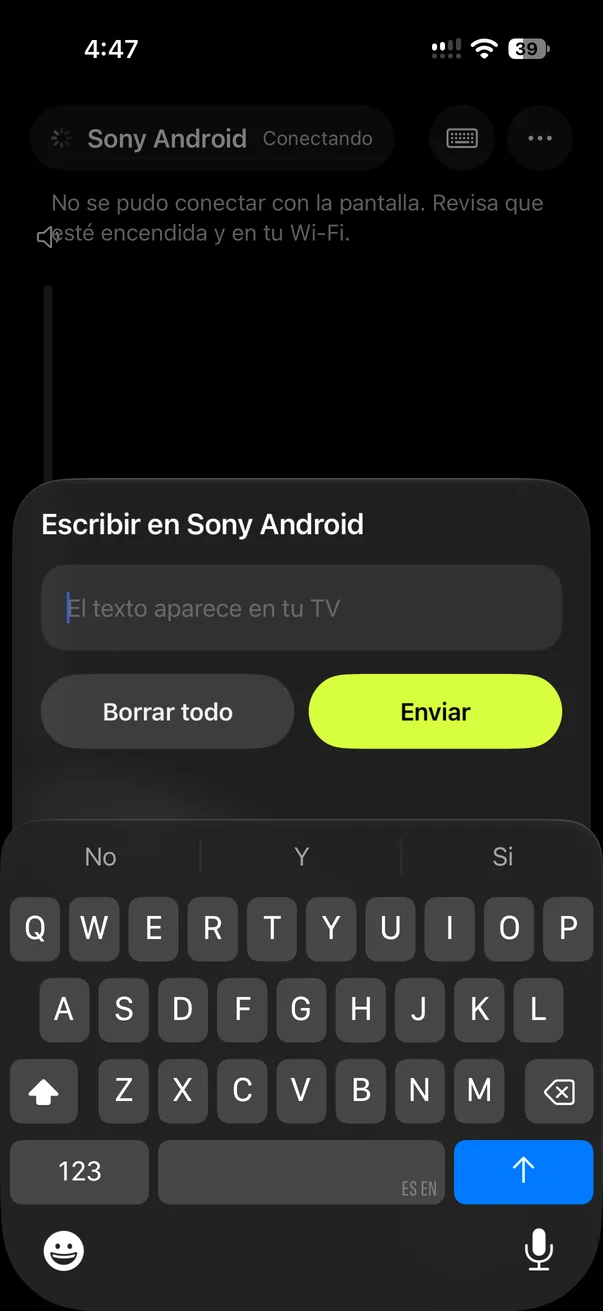 4:47
39
Sony Android Conectando
No se pudo conectar con la pantalla. Revisa que
esté encendida y en tu Wi-Fi.
Escribir en Sony Android
El texto aparece en tu TV
Borrar todo Enviar
No Y Si
Q W E R T Y U I O P
A S D F G H J K L
Z X C V B N M
123 ES EN